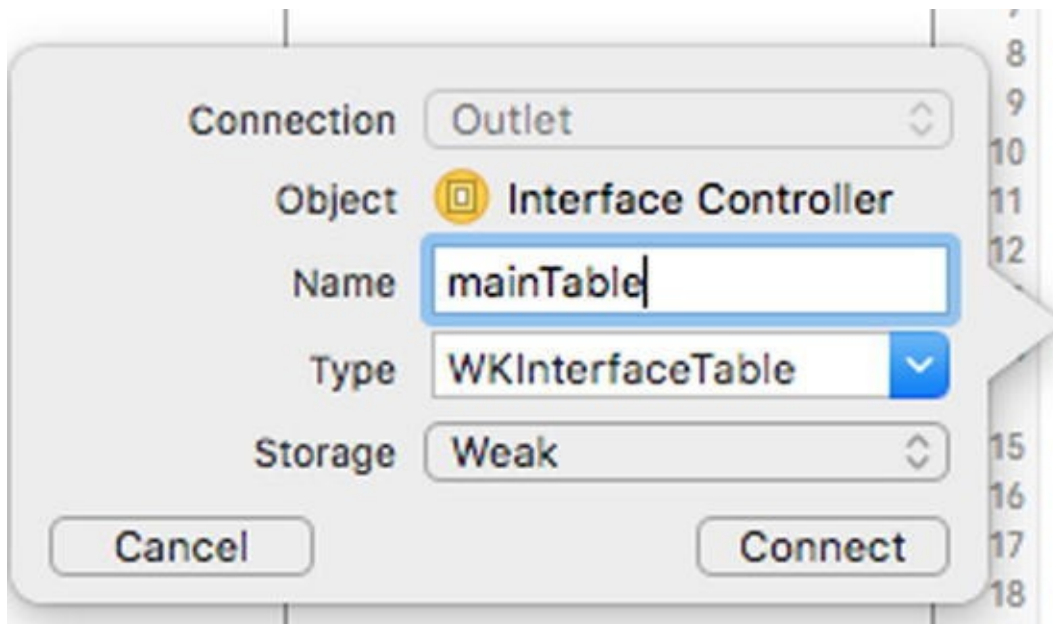 8
Connection Outlet 9
10
Object Interface Controller 11
12
Name mainTable
Type WKInterfaceTable
Storage Weak 15
16
Cancel Connect 17
18